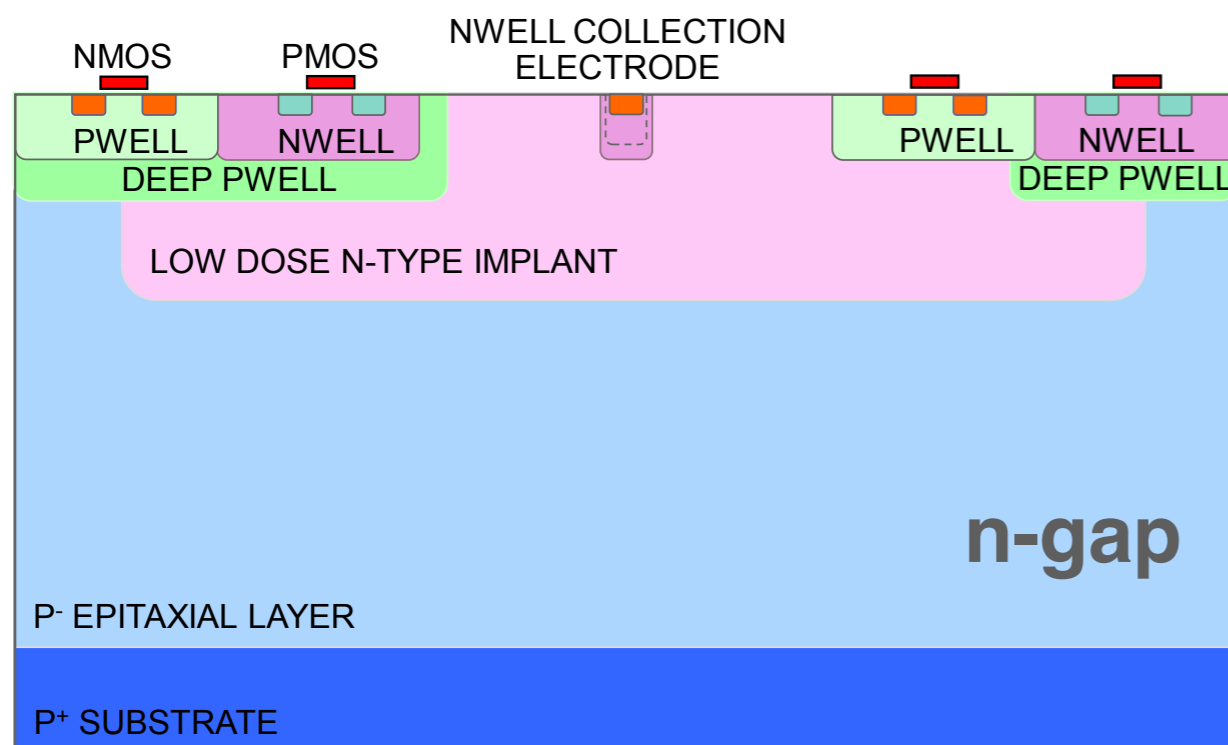 NWELL COLLECTION
ELECTRODE
NMOS
PMOS
PWELL
NWELL
PWELL
NWELL
DEEP PWELL
DEEP PWELL
LOW DOSE N-TYPE IMPLANT
n-gap
P- EPITAXIAL LAYER
P+ SUBSTRATE